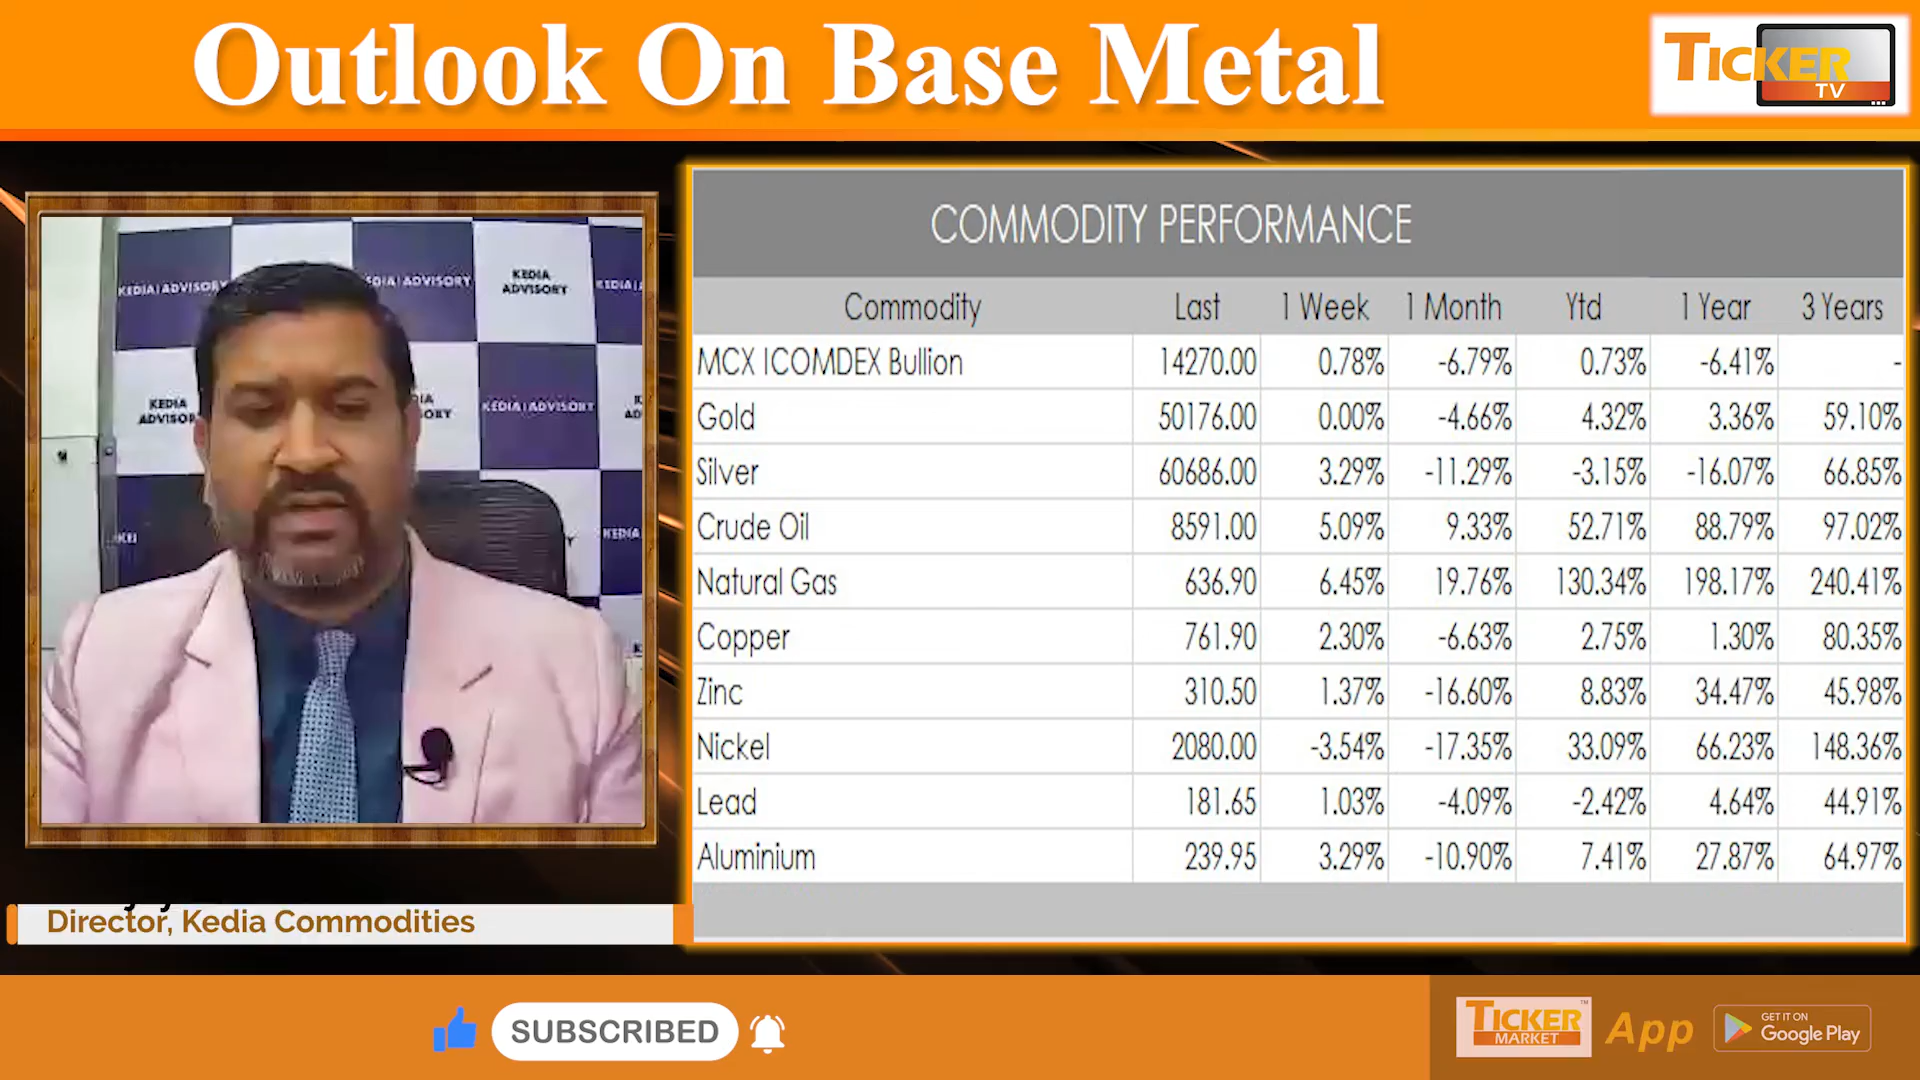 Outlook On Base Metal
TICKER
TV
KEDIA ADVISORY
KEDIA
ADVISORY
KEDIA
ADVISORY
KEDIA ADVISORY
COMMODITY PERFORMANCE
Commodity Last 1 Week 1 Month Ytd 1 Year 3 Years
MCX ICOMDEX Bullion 14270.00 0.78% -6.79% 0.73% -6.41% -
Gold 50176.00 0.00% -4.66% 4.32% 3.36% 59.10%
Silver 60686.00 3.29% -11.29% -3.15% -16.07% 66.85%
Crude Oil 8591.00 5.09% 9.33% 52.71% 88.79% 97.02%
Natural Gas 636.90 6.45% 19.76% 130.34% 198.17% 240.41%
Copper 761.90 2.30% -6.63% 2.75% 1.30% 80.35%
Zinc 310.50 1.37% -16.60% 8.83% 34.47% 45.98%
Nickel 2080.00 -3.54% -17.35% 33.09% 66.23% 148.36%
Lead 181.65 1.03% -4.09% -2.42% 4.64% 44.91%
Aluminium 239.95 3.29% -10.90% 7.41% 27.87% 64.97%
Director, Kedia Commodities
SUBSCRIBED
TICKER
MARKET
App
GET IT ON
Google Play